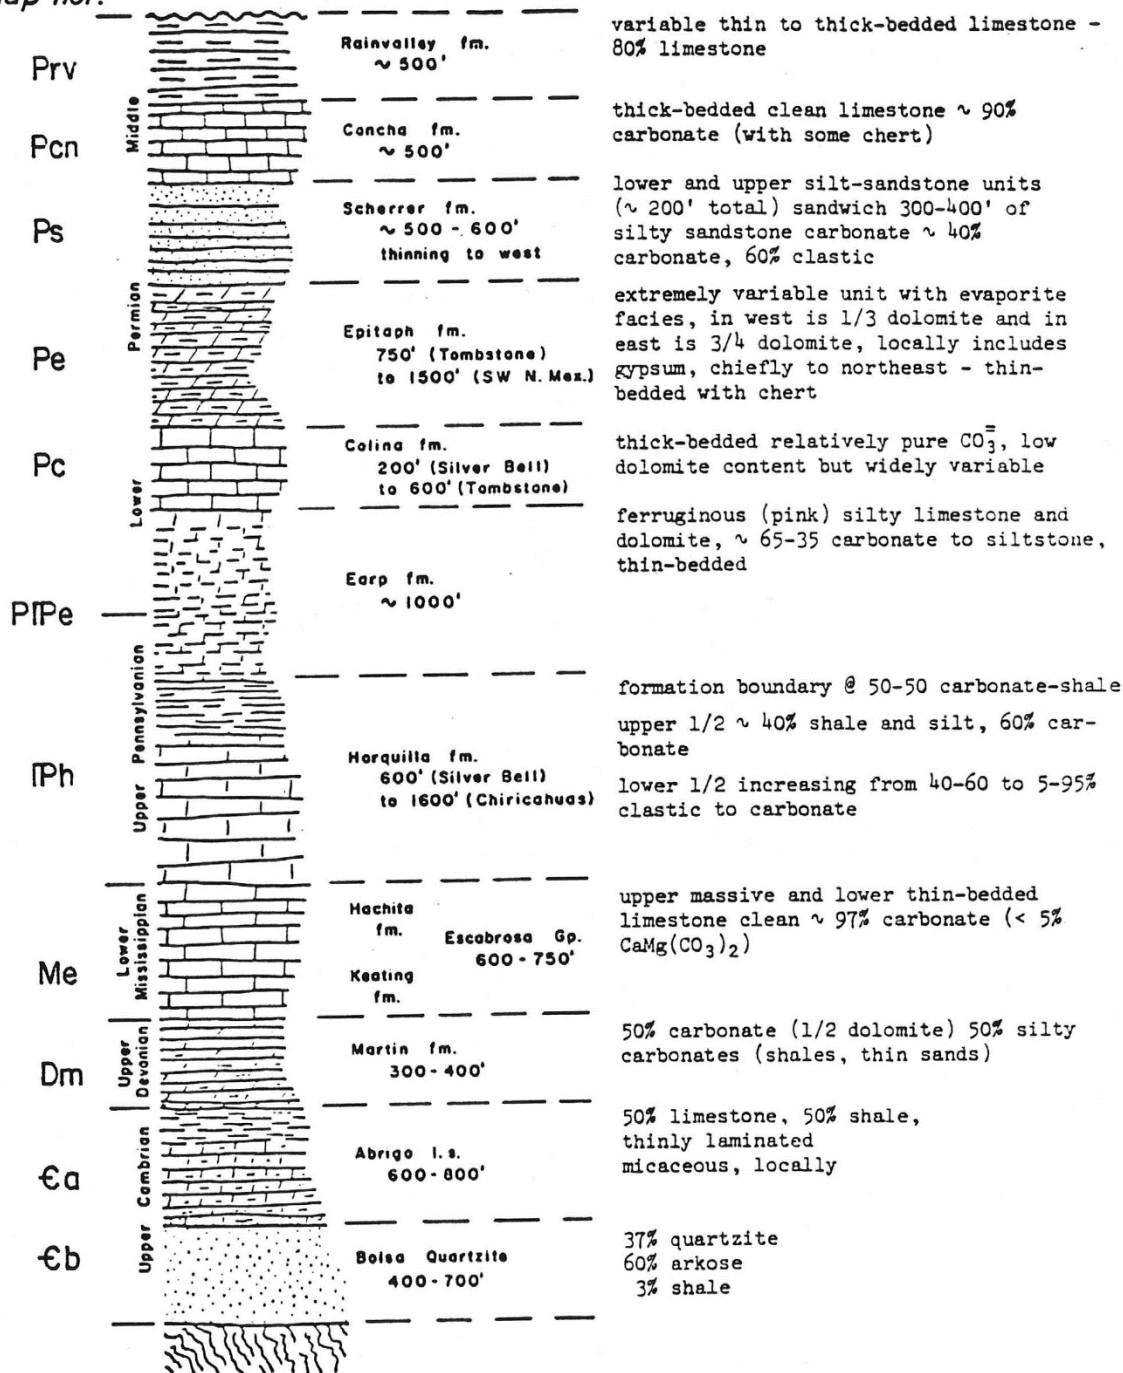 Prv
Rainvalley fm.
~ 500'
variable thin to thick-bedded limestone -
80% limestone
Middle
Pcn
Concha fm.
~ 500'
thick-bedded clean limestone ~ 90%
carbonate (with some chert)
Ps
Scherrer fm.
~ 500 - 600'
thinning to west
lower and upper silt-sandstone units
(~ 200' total) sandwich 300-400' of
silty sandstone carbonate ~ 40%
carbonate, 60% clastic
Permian
Pe
Epitaph fm.
750' (Tombstone)
to 1500' (SW N. Mex.)
extremely variable unit with evaporite
facies, in west is 1/3 dolomite and in
east is 3/4 dolomite, locally includes
gypsum, chiefly to northeast - thin-
bedded with chert
Pc
Colina fm.
200' (Silver Bell)
to 600' (Tombstone)
thick-bedded relatively pure CO3=, low
dolomite content but widely variable
Lower
PℙPe
Earp fm.
~ 1000'
ferruginous (pink) silty limestone and
dolomite, ~ 65-35 carbonate to siltstone,
thin-bedded
formation boundary @ 50-50 carbonate-shale
Upper Pennsylvanian
ℙh
Horquilla fm.
600' (Silver Bell)
to 1600' (Chiricahuas)
upper 1/2 ~ 40% shale and silt, 60% car-
bonate
lower 1/2 increasing from 40-60 to 5-95%
clastic to carbonate
Lower
Mississippian
Me
Hachita
fm.
Escabrosa Gp.
600 - 750'
Keating
fm.
upper massive and lower thin-bedded
limestone clean ~ 97% carbonate (< 5%
CaMg(CO3)2)
Upper
Devonian
Dm
Martin fm.
300 - 400'
50% carbonate (1/2 dolomite) 50% silty
carbonates (shales, thin sands)
Upper Cambrian
Ꞓa
Abrigo l.s.
600 - 800'
50% limestone, 50% shale,
thinly laminated
micaceous, locally
Ꞓb
Bolsa Quartzite
400 - 700'
37% quartzite
60% arkose
3% shale